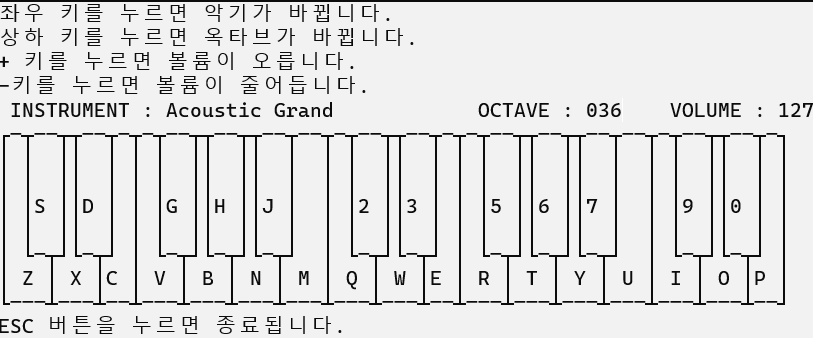 좌우 키를 누르면 악기가 바뀝니다.
상하 키를 누르면 옥타브가 바뀝니다.
+ 키를 누르면 볼륨이 오릅니다.
-키를 누르면 볼륨이 줄어듭니다.
INSTRUMENT : Acoustic Grand OCTAVE : 036 VOLUME : 127
S D G H J 2 3 5 6 7 9 0
Z X C V B N M Q W E R T Y U I O P
ESC 버튼을 누르면 종료됩니다.